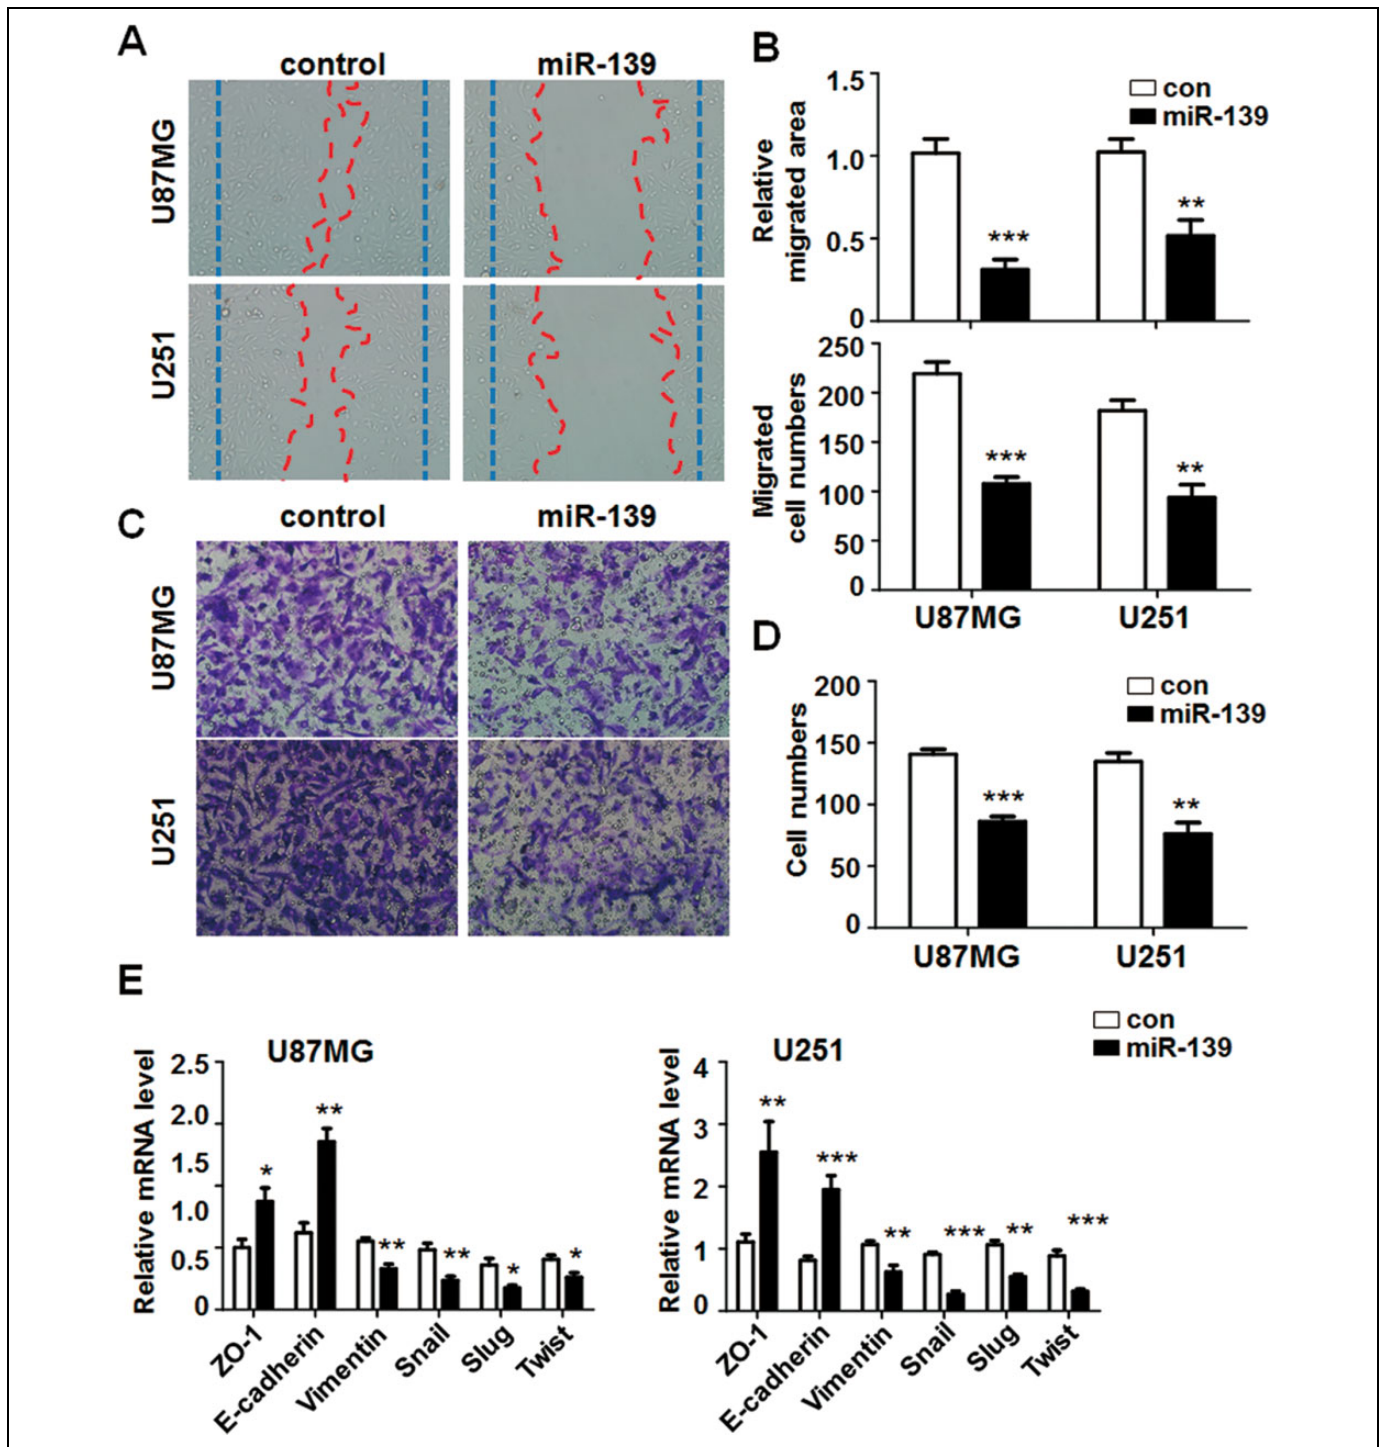 A
control
miR-139
U87MG
U251
B
Relative
migrated area
1.5
1.0
0.5
0
con
miR-139
***
**
Migrated
cell numbers
250
200
150
100
50
0
***
**
U87MG
U251
C
control
miR-139
U87MG
U251
D
Cell numbers
200
150
100
50
0
con
miR-139
***
**
U87MG
U251
E
con
miR-139
U87MG
Relative mRNA level
2.5
2.0
1.5
1.0
0.5
0
*
**
**
**
*
*
ZO-1
E-cadherin
Vimentin
Snail
Slug
Twist
U251
Relative mRNA level
4
3
2
1
0
**
***
**
***
**
***
ZO-1
E-cadherin
Vimentin
Snail
Slug
Twist